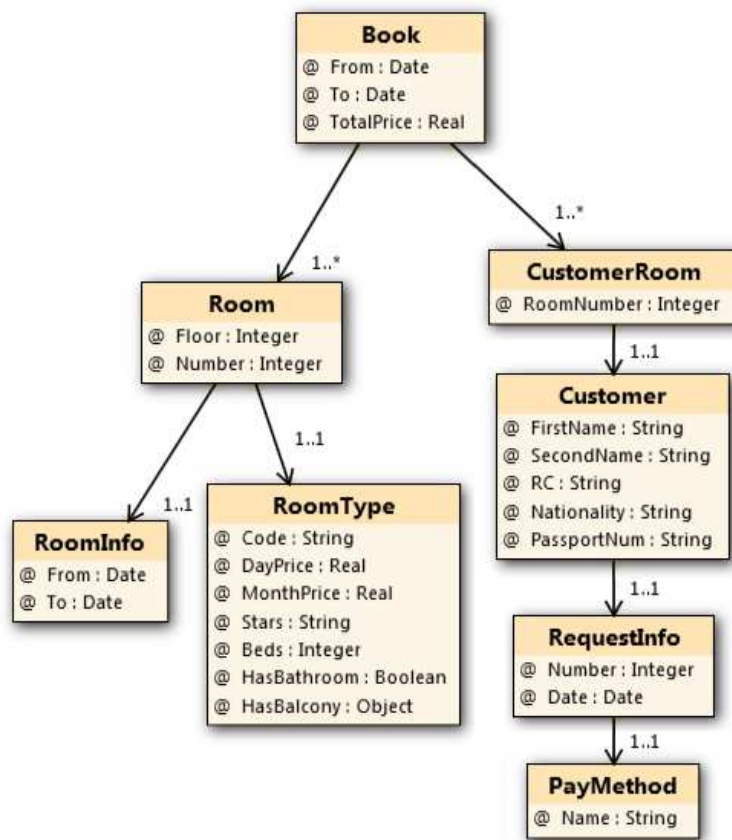 Book
@ From : Date
@ To : Date
@ TotalPrice : Real
1..*
1..*
Room
@ Floor : Integer
@ Number : Integer
CustomerRoom
@ RoomNumber : Integer
1..1
Customer
@ FirstName : String
@ SecondName : String
@ RC : String
@ Nationality : String
@ PassportNum : String
1..1
1..1
RoomInfo
@ From : Date
@ To : Date
RoomType
@ Code : String
@ DayPrice : Real
@ MonthPrice : Real
@ Stars : String
@ Beds : Integer
@ HasBathroom : Boolean
@ HasBalcony : Object
1..1
RequestInfo
@ Number : Integer
@ Date : Date
1..1
PayMethod
@ Name : String